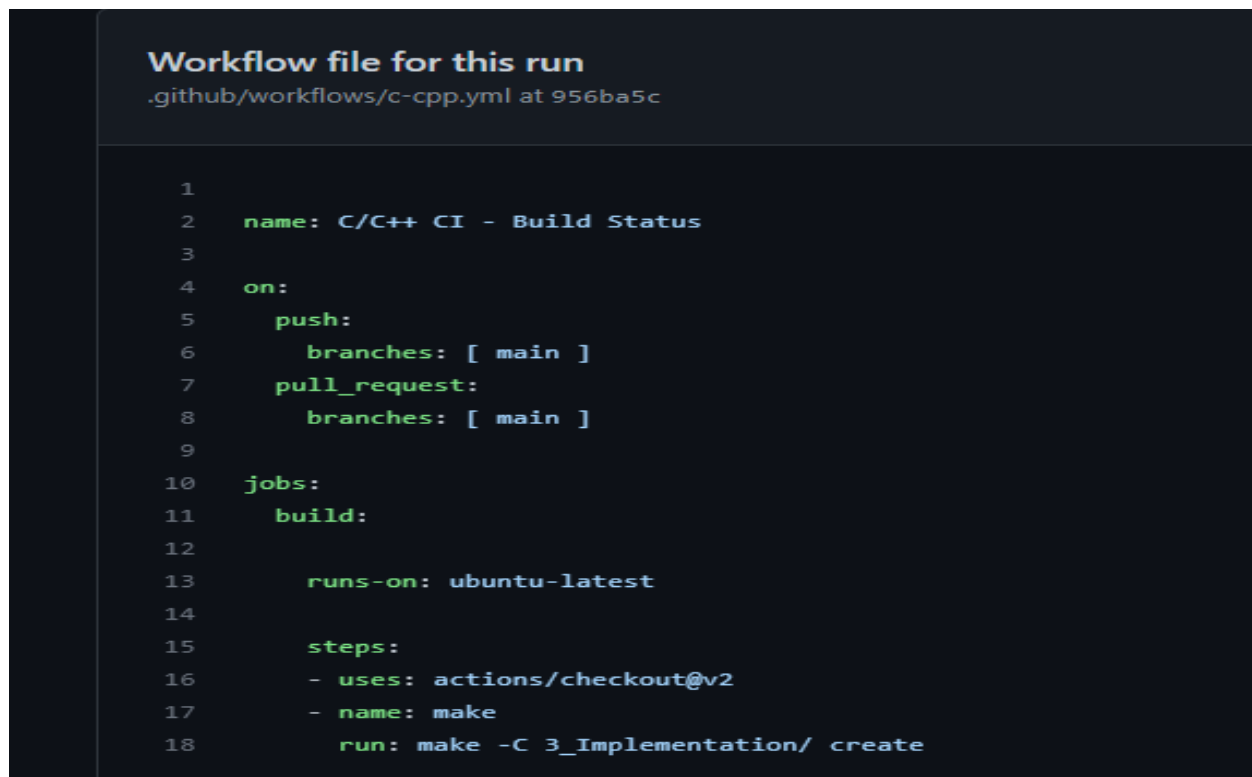 Workflow file for this run
.github/workflows/c-cpp.yml at 956ba5c
1
2 name: C/C++ CI - Build Status
3
4 on:
5 push:
6 branches: [ main ]
7 pull_request:
8 branches: [ main ]
9
10 jobs:
11 build:
12
13 runs-on: ubuntu-latest
14
15 steps:
16 - uses: actions/checkout@v2
17 - name: make
18 run: make -C 3_Implementation/ create